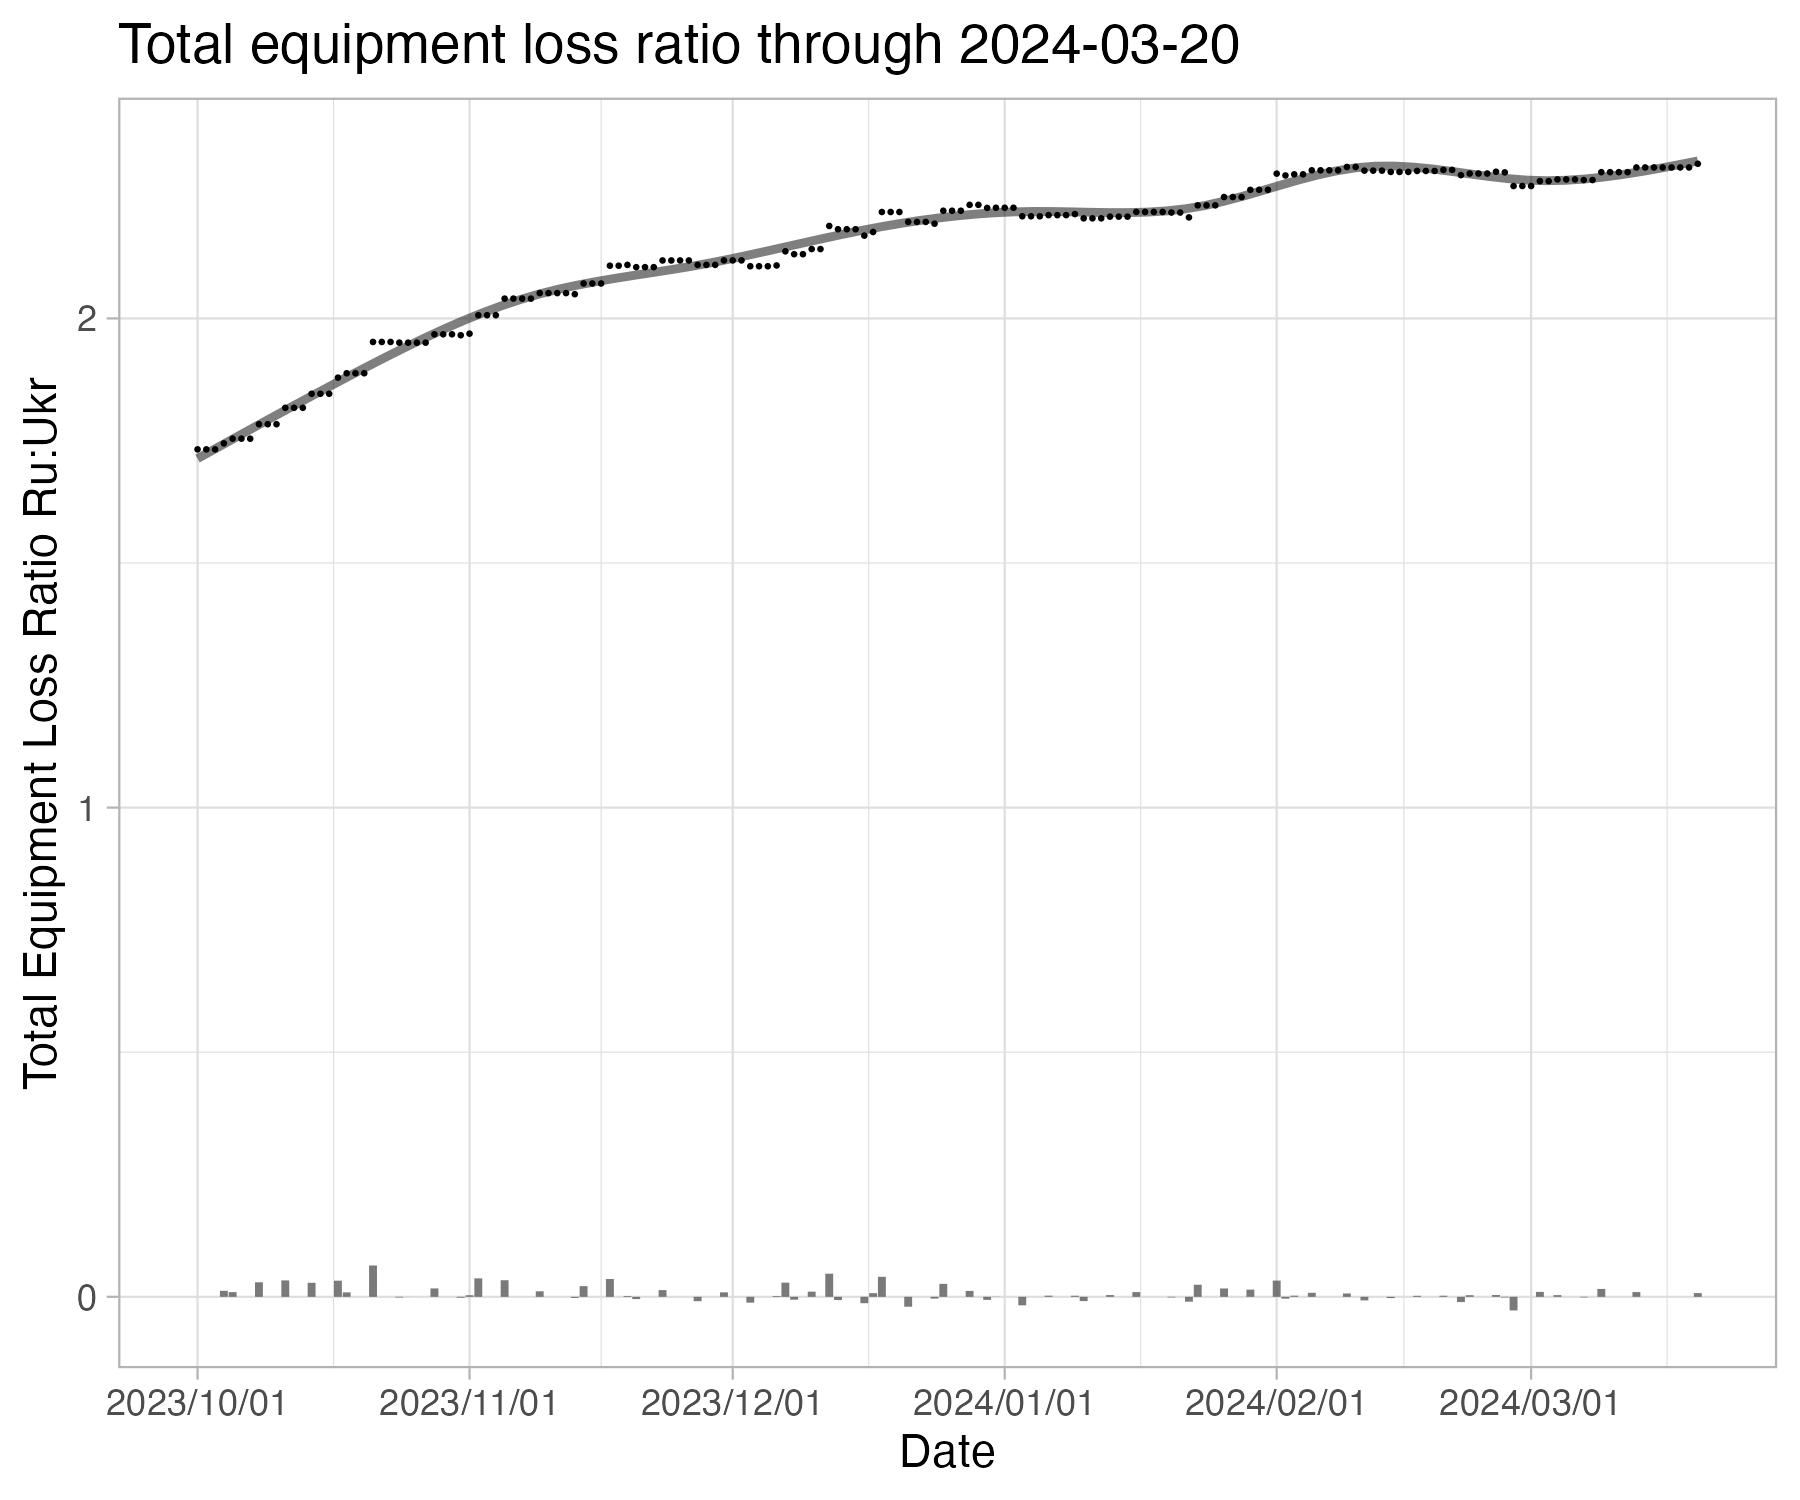 Total equipment loss ratio through 2024-03-20
Total Equipment Loss Ratio Ru:Ukr
2
1
0
2023/10/01 2023/11/01 2023/12/01 2024/01/01 2024/02/01 2024/03/01
Date